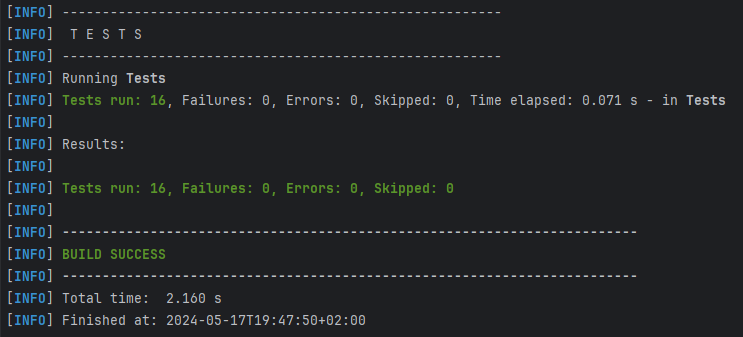 [INFO] -------------------------------------------------------
[INFO]  T E S T S
[INFO] -------------------------------------------------------
[INFO] Running Tests
[INFO] Tests run: 16, Failures: 0, Errors: 0, Skipped: 0, Time elapsed: 0.071 s - in Tests
[INFO]
[INFO] Results:
[INFO]
[INFO] Tests run: 16, Failures: 0, Errors: 0, Skipped: 0
[INFO]
[INFO] ------------------------------------------------------------------------
[INFO] BUILD SUCCESS
[INFO] ------------------------------------------------------------------------
[INFO] Total time:  2.160 s
[INFO] Finished at: 2024-05-17T19:47:50+02:00